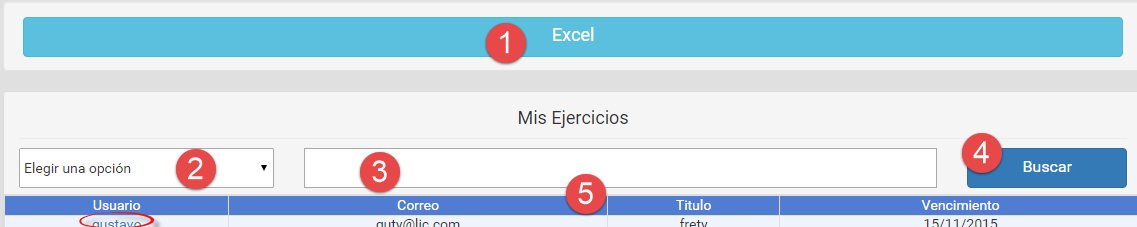 1 Excel
Mis Ejercicios
Elegir una opción 2 3 4 Buscar
5
Usuario Correo Titulo Vencimiento
gustavo guty@lic.com frety 15/11/2015